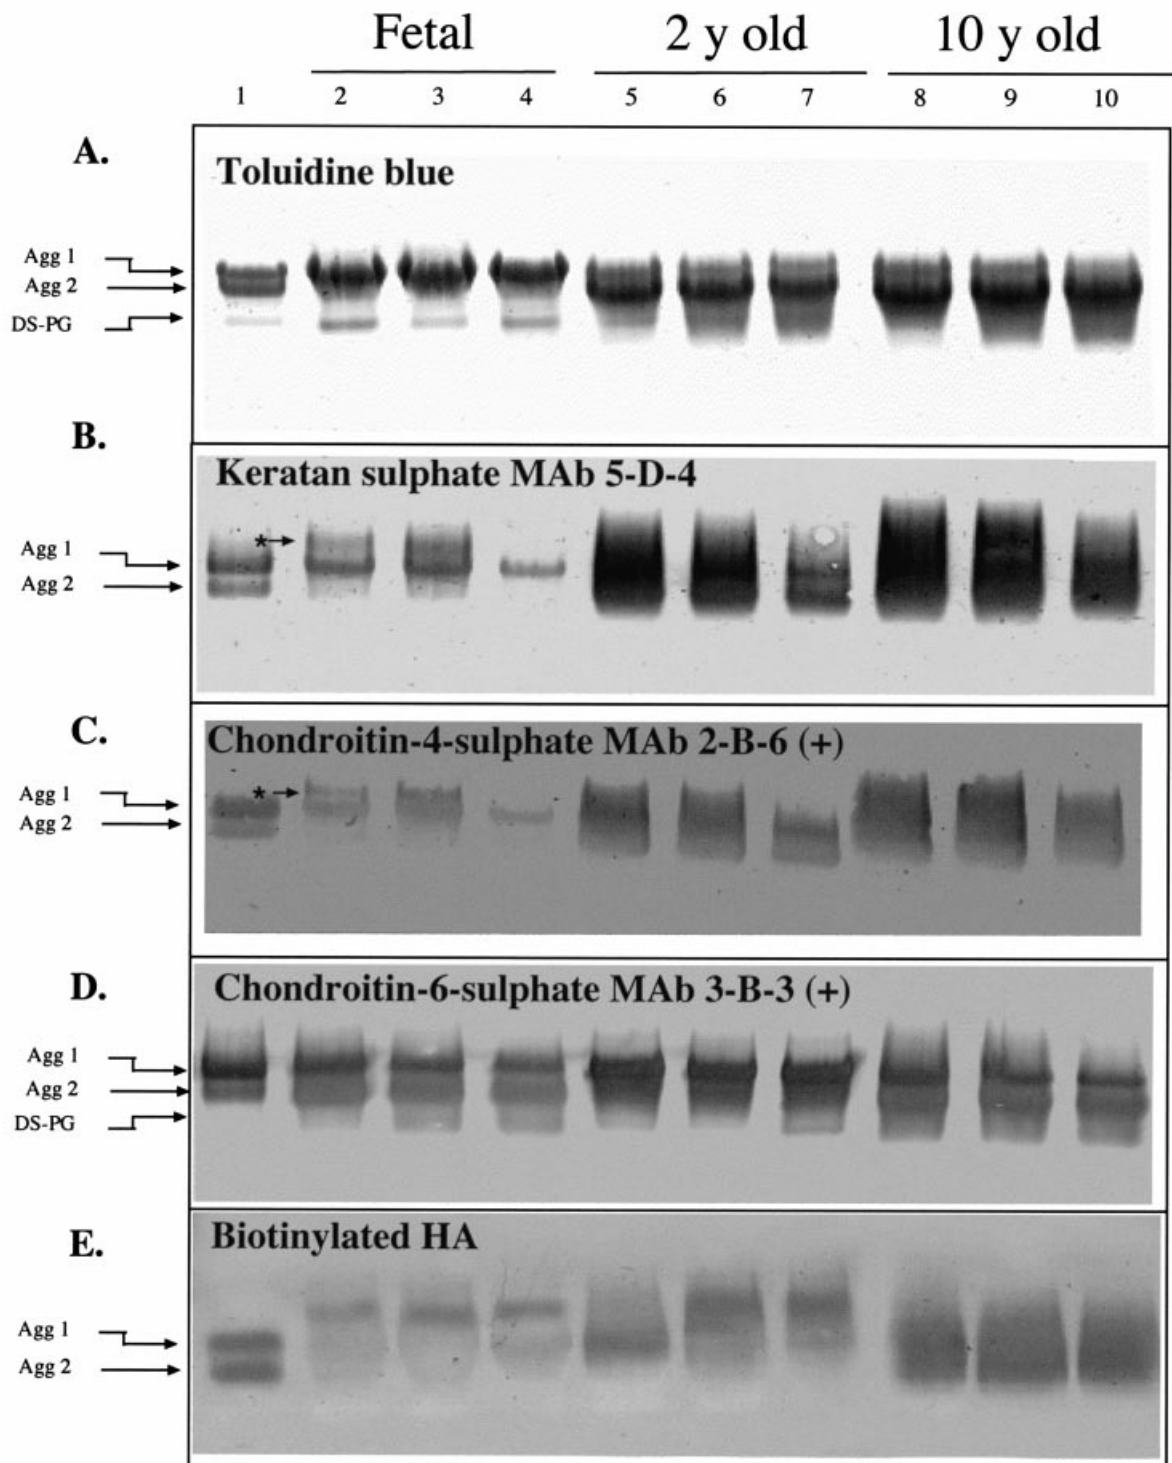 Fetal 2 y old 10 y old
1 2 3 4 5 6 7 8 9 10
A.
Toluidine blue
Agg 1
Agg 2
DS-PG
B.
Keratan sulphate MAb 5-D-4
*
Agg 1
Agg 2
C.
Chondroitin-4-sulphate MAb 2-B-6 (+)
*
Agg 1
Agg 2
D.
Chondroitin-6-sulphate MAb 3-B-3 (+)
Agg 1
Agg 2
DS-PG
E.
Biotinylated HA
Agg 1
Agg 2